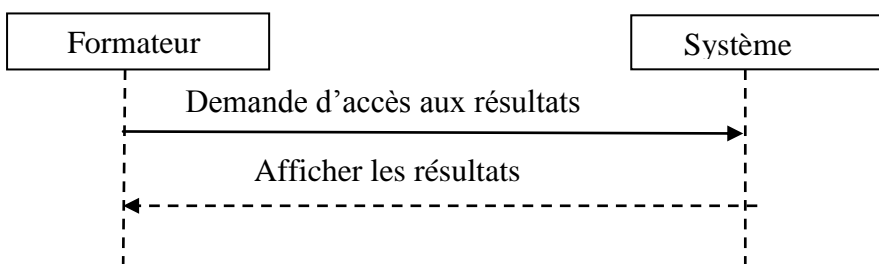 Formateur
Système
Demande d’accès aux résultats
Afficher les résultats